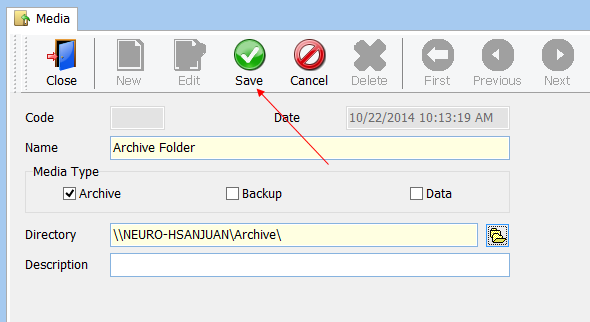 Media
Close New Edit Save Cancel Delete First Previous Next
Code Date 10/22/2014 10:13:19 AM
Name Archive Folder
Media Type
Archive Backup Data
Directory \\NEURO-HSANJUAN\Archive\
Description